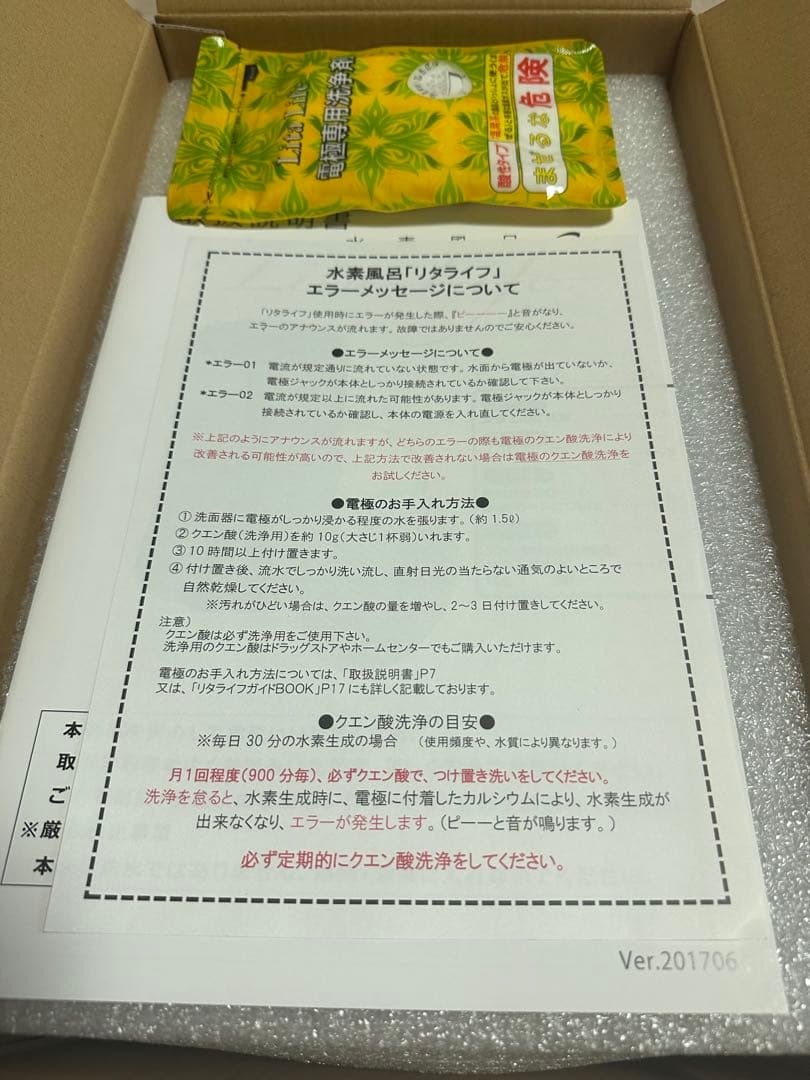 Lita Life
電極専用洗浄剤
酸性タイプ
まぜるな危険
取扱説明書
水素風呂
水素風呂「リタライフ」
エラーメッセージについて
「リタライフ」使用時にエラーが発生した際、『ピーーーー』と音がなり、
エラーのアナウンスが流れます。故障ではありませんのでご安心ください。
●エラーメッセージについて●
*エラー01 電流が規定通りに流れていない状態です。水面から電極が出ていないか、
電極ジャックが本体としっかり接続されているか確認して下さい。
*エラー02 電流が規定以上に流れた可能性があります。電極ジャックが本体としっかり
接続されているか確認し、本体の電源を入れ直してください。
※上記のようにアナウンスが流れますが、どちらのエラーの際も電極のクエン酸洗浄により
改善される可能性が高いので、上記方法で改善されない場合は電極のクエン酸洗浄を
お試しください。
●電極のお手入れ方法●
①洗面器に電極がしっかり浸かる程度の水を張ります。(約1.5ℓ)
②クエン酸(洗浄用)を約10g(大さじ1杯弱)いれます。
③10時間以上付け置きます。
④付け置き後、流水でしっかり洗い流し、直射日光の当たらない通気のよいところで
自然乾燥してください。
※汚れがひどい場合は、クエン酸の量を増やし、2～3日付け置きしてください。
注意)
クエン酸は必ず洗浄用をご使用下さい。
洗浄用のクエン酸はドラッグストアやホームセンターでもご購入いただけます。
電極のお手入れ方法については、「取扱説明書」P7
又は、「リタライフガイドBOOK」P17にも詳しく記載しております。
●クエン酸洗浄の目安●
※毎日30分の水素生成の場合 (使用頻度や、水質により異なります。)
月1回程度(900分毎)、必ずクエン酸で、つけ置き洗いをしてください。
洗浄を怠ると、水素生成時に、電極に付着したカルシウムにより、水素生成が
出来なくなり、エラーが発生します。(ピーーと音が鳴ります。)
必ず定期的にクエン酸洗浄をしてください。
本
取
ご
※厳
本
Ver.201706